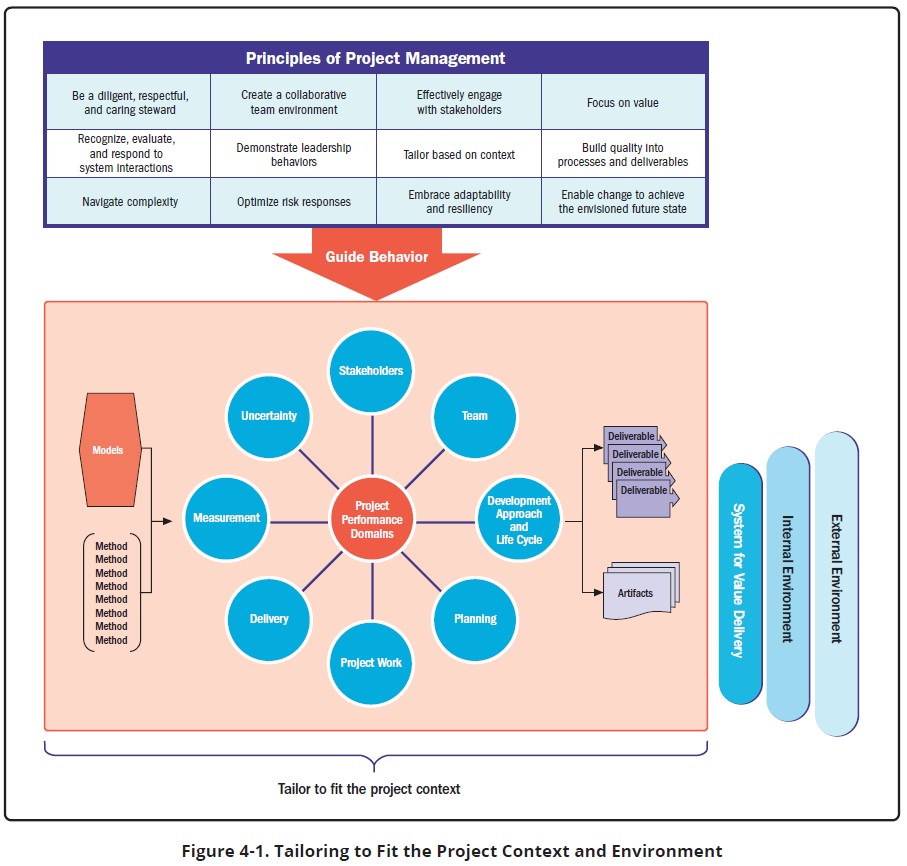 Principles of Project Management
Be a diligent, respectful,
and caring steward
Create a collaborative
team environment
Effectively engage
with stakeholders
Focus on value
Recognize, evaluate,
and respond to
system interactions
Demonstrate leadership
behaviors
Tailor based on context
Build quality into
processes and deliverables
Navigate complexity
Optimize risk responses
Embrace adaptability
and resiliency
Enable change to achieve
the envisioned future state
Guide Behavior
Stakeholders
Uncertainty
Team
Models
Measurement
Project
Performance
Domains
Development
Approach
and
Life Cycle
Deliverable
Deliverable
Deliverable
Deliverable
Method
Method
Method
Method
Method
Method
Method
Method
Delivery
Planning
Artifacts
Project Work
System for Value Delivery
Internal Environment
External Environment
Tailor to fit the project context
Figure 4-1. Tailoring to Fit the Project Context and Environment